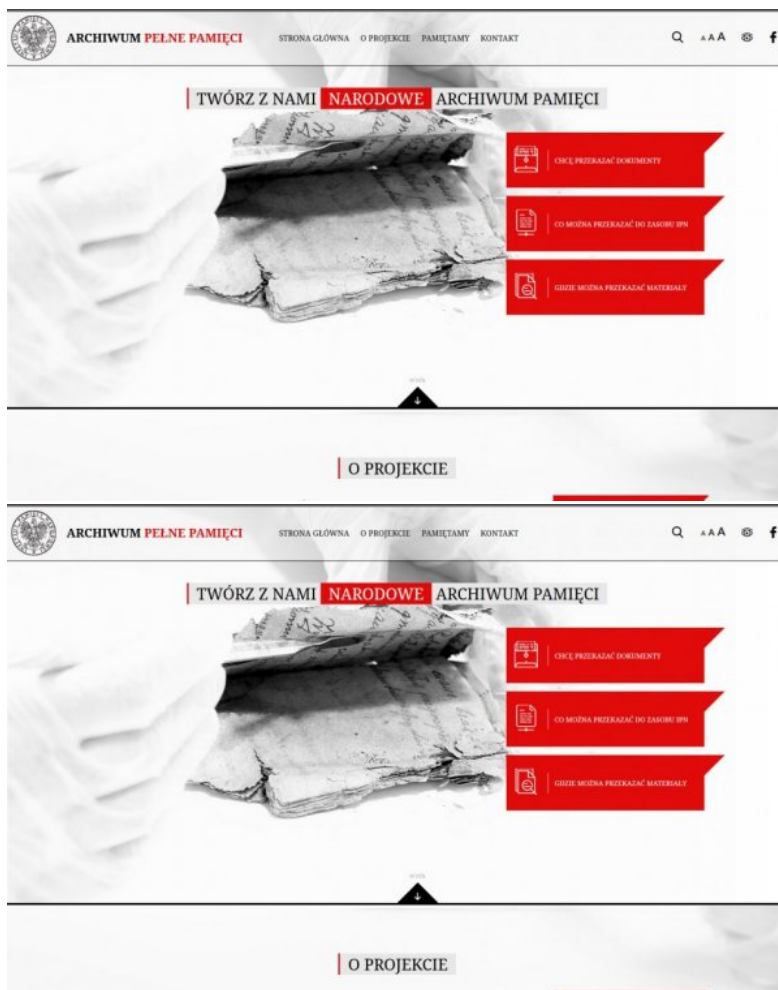 ARCHIWUM PEŁNE PAMIĘCI STRONA GŁÓWNA O PROJEKCIE PAMIĘTAMY KONTAKT A A A f
TWÓRZ Z NAMI NARODOWE ARCHIWUM PAMIĘCI
CHCĘ PRZEKAZAĆ DOKUMENTY
CO MOŻNA PRZEKAZAĆ DO ZASOBU IPN
GDZIE MOŻNA PRZEKAZAĆ MATERIAŁY
O PROJEKCIE
ARCHIWUM PEŁNE PAMIĘCI STRONA GŁÓWNA O PROJEKCIE PAMIĘTAMY KONTAKT A A A f
TWÓRZ Z NAMI NARODOWE ARCHIWUM PAMIĘCI
CHCĘ PRZEKAZAĆ DOKUMENTY
CO MOŻNA PRZEKAZAĆ DO ZASOBU IPN
GDZIE MOŻNA PRZEKAZAĆ MATERIAŁY
O PROJEKCIE